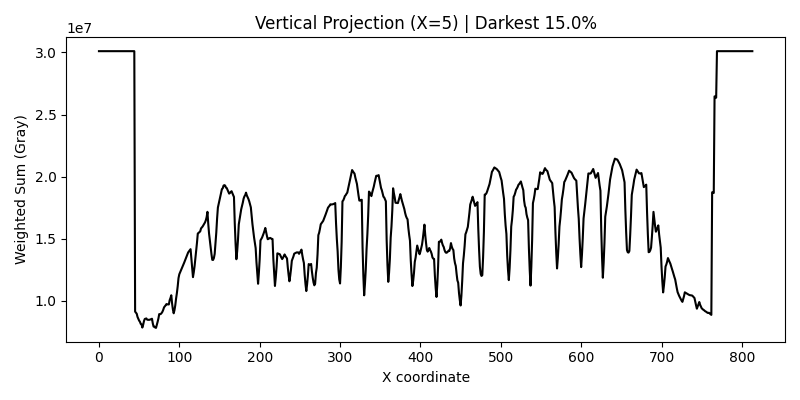 Vertical Projection (X=5) | Darkest 15.0%
1e7
3.0
2.5
2.0
1.5
1.0
Weighted Sum (Gray)
0 100 200 300 400 500 600 700 800
X coordinate